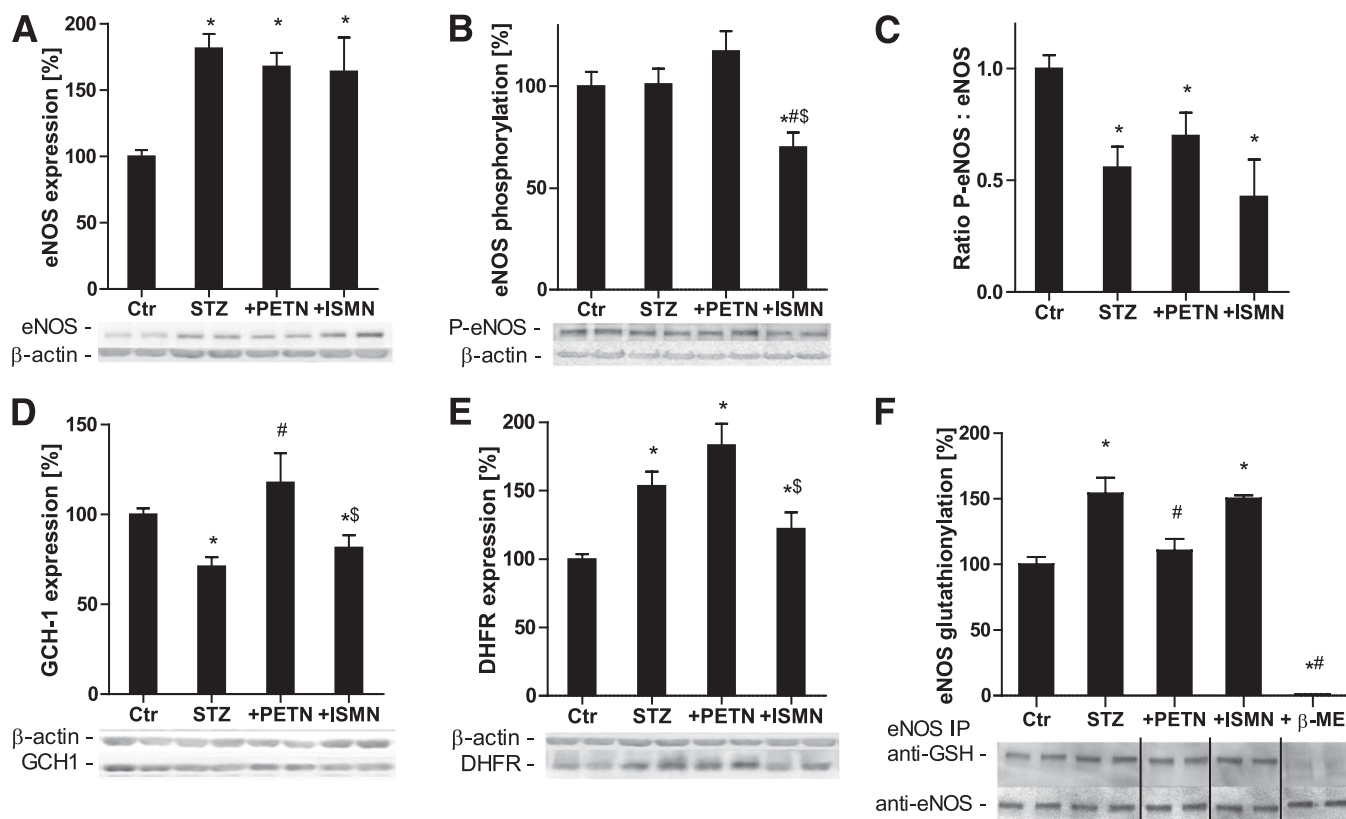 A
eNOS expression [%]
200
150
100
50
0
*
*
*
Ctr STZ +PETN +ISMN
eNOS -
β-actin -
B
eNOS phosphorylation [%]
100
50
0
*#$
Ctr STZ +PETN +ISMN
P-eNOS -
β-actin -
C
Ratio P-eNOS : eNOS
1.0
0.5
0.0
*
*
*
Ctr STZ +PETN +ISMN
D
GCH-1 expression [%]
150
100
50
0
*
#
*$
Ctr STZ +PETN +ISMN
β-actin -
GCH1 -
E
DHFR expression [%]
200
150
100
50
0
*
*
*$
Ctr STZ +PETN +ISMN
β-actin -
DHFR -
F
eNOS glutathionylation [%]
200
150
100
50
0
*
#
*
*#
Ctr STZ +PETN +ISMN + β-ME
eNOS IP
anti-GSH -
anti-eNOS -